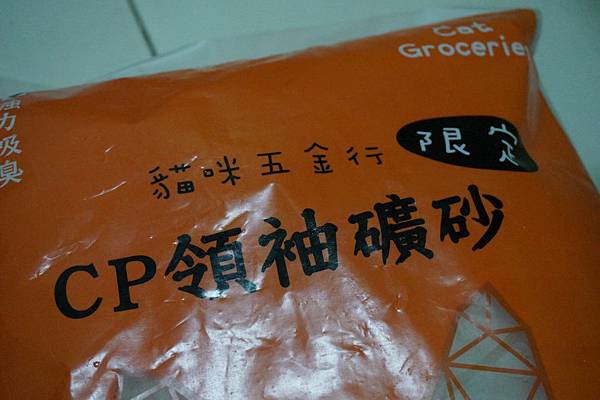 Cat
Grocerie
強力吸臭
限定
貓咪五金行
CP領袖礦砂